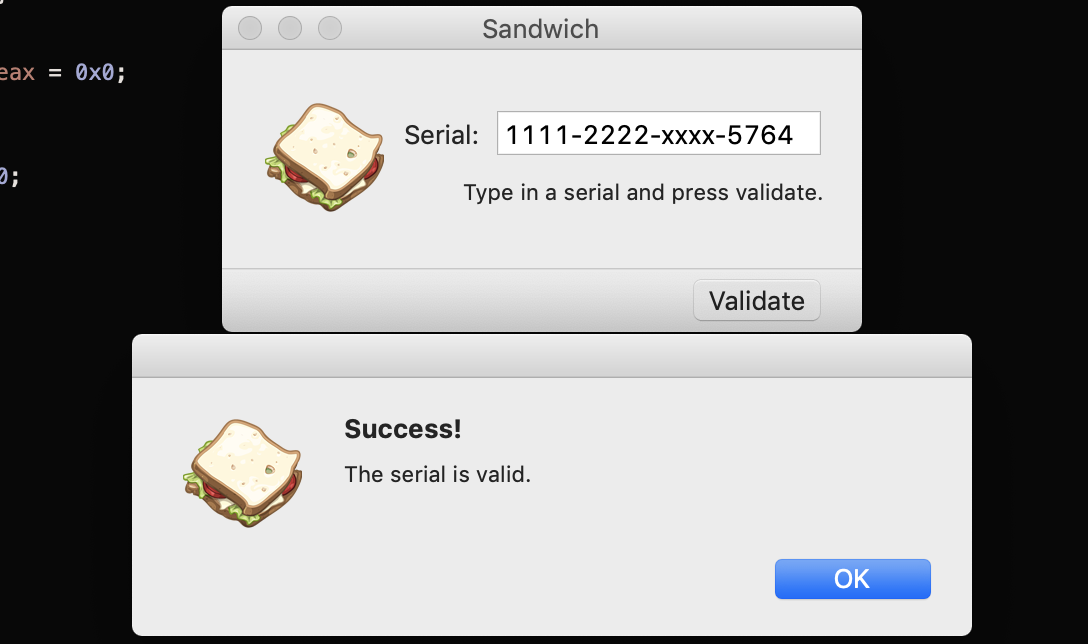 ;
eax = 0x0;
0;
Sandwich
Serial: 1111-2222-xxxx-5764
Type in a serial and press validate.
Validate
Success!
The serial is valid.
OK